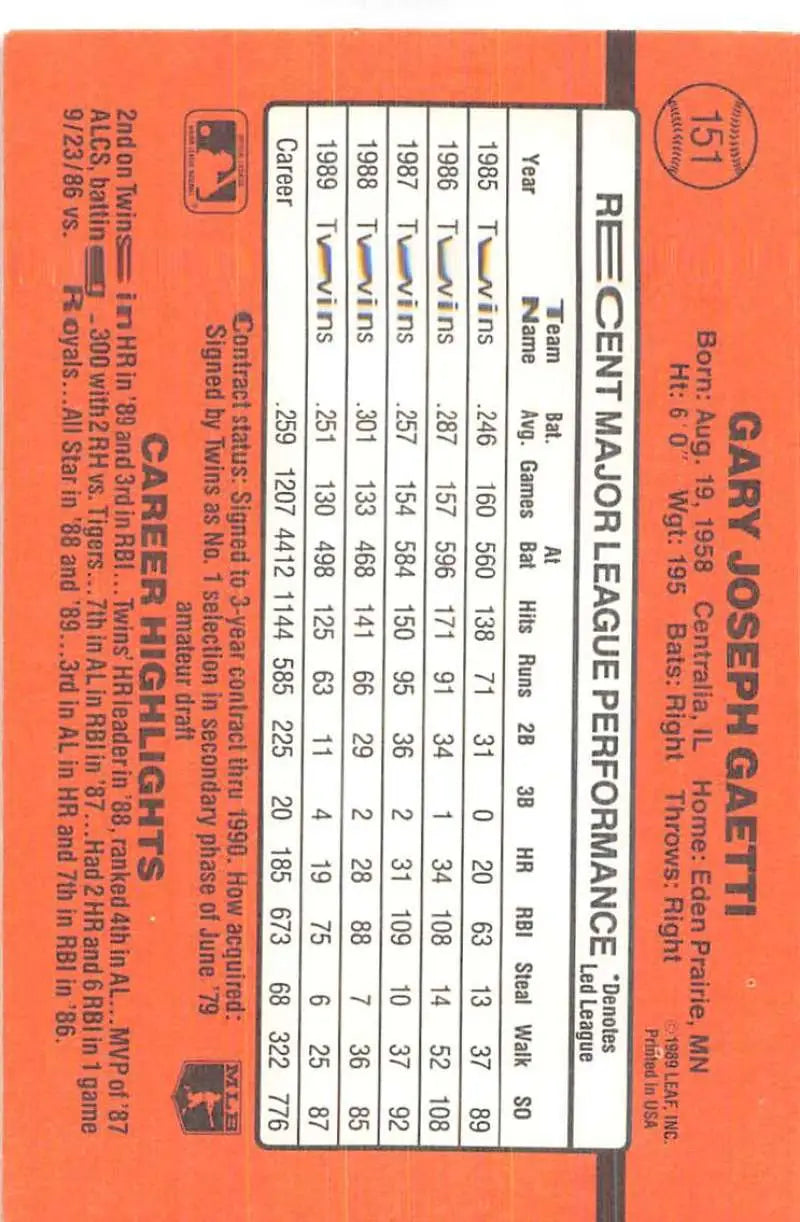 151
GARY JOSEPH GAETTI
Born: Aug. 19, 1958 Centralia, IL Home: Eden Prairie, MN
Ht: 6' 0" Wgt: 195 Bats: Right Throws: Right
©1989 LEAF, INC.
Printed in USA
RECENT MAJOR LEAGUE PERFORMANCE *Denotes Led League
Year Team Name Bat. Avg. Games At Bat Hits Runs 2B 3B HR RBI Steal Walk SO
1985 Twins .246 160 560 138 71 31 0 20 63 13 37 89
1986 Twins .287 157 596 171 91 34 1 34 108 14 52 108
1987 Twins .257 154 584 150 95 36 2 31 109 10 37 92
1988 Twins .301 133 468 141 66 29 2 28 88 7 36 85
1989 Twins .251 130 498 125 63 11 4 19 75 6 25 87
Career .259 1207 4412 1144 585 225 20 185 673 68 322 776
Contract status: Signed to 3-year contract thru 1990. How acquired:
Signed by Twins as No. 1 selection in secondary phase of June '79
amateur draft
MLB
CAREER HIGHLIGHTS
2nd on Twins in HR in '89 and 3rd in RBI... Twins' HR leader in '88, ranked 4th in AL... MVP of '87
ALCS, batting .300 with 2 RH vs. Tigers...7th in AL in RBI in '87...Had 2 HR and 6 RBI in 1 game
9/23/86 vs. Royals...All Star in '88 and '89...3rd in AL in HR and 7th in RBI in '86.